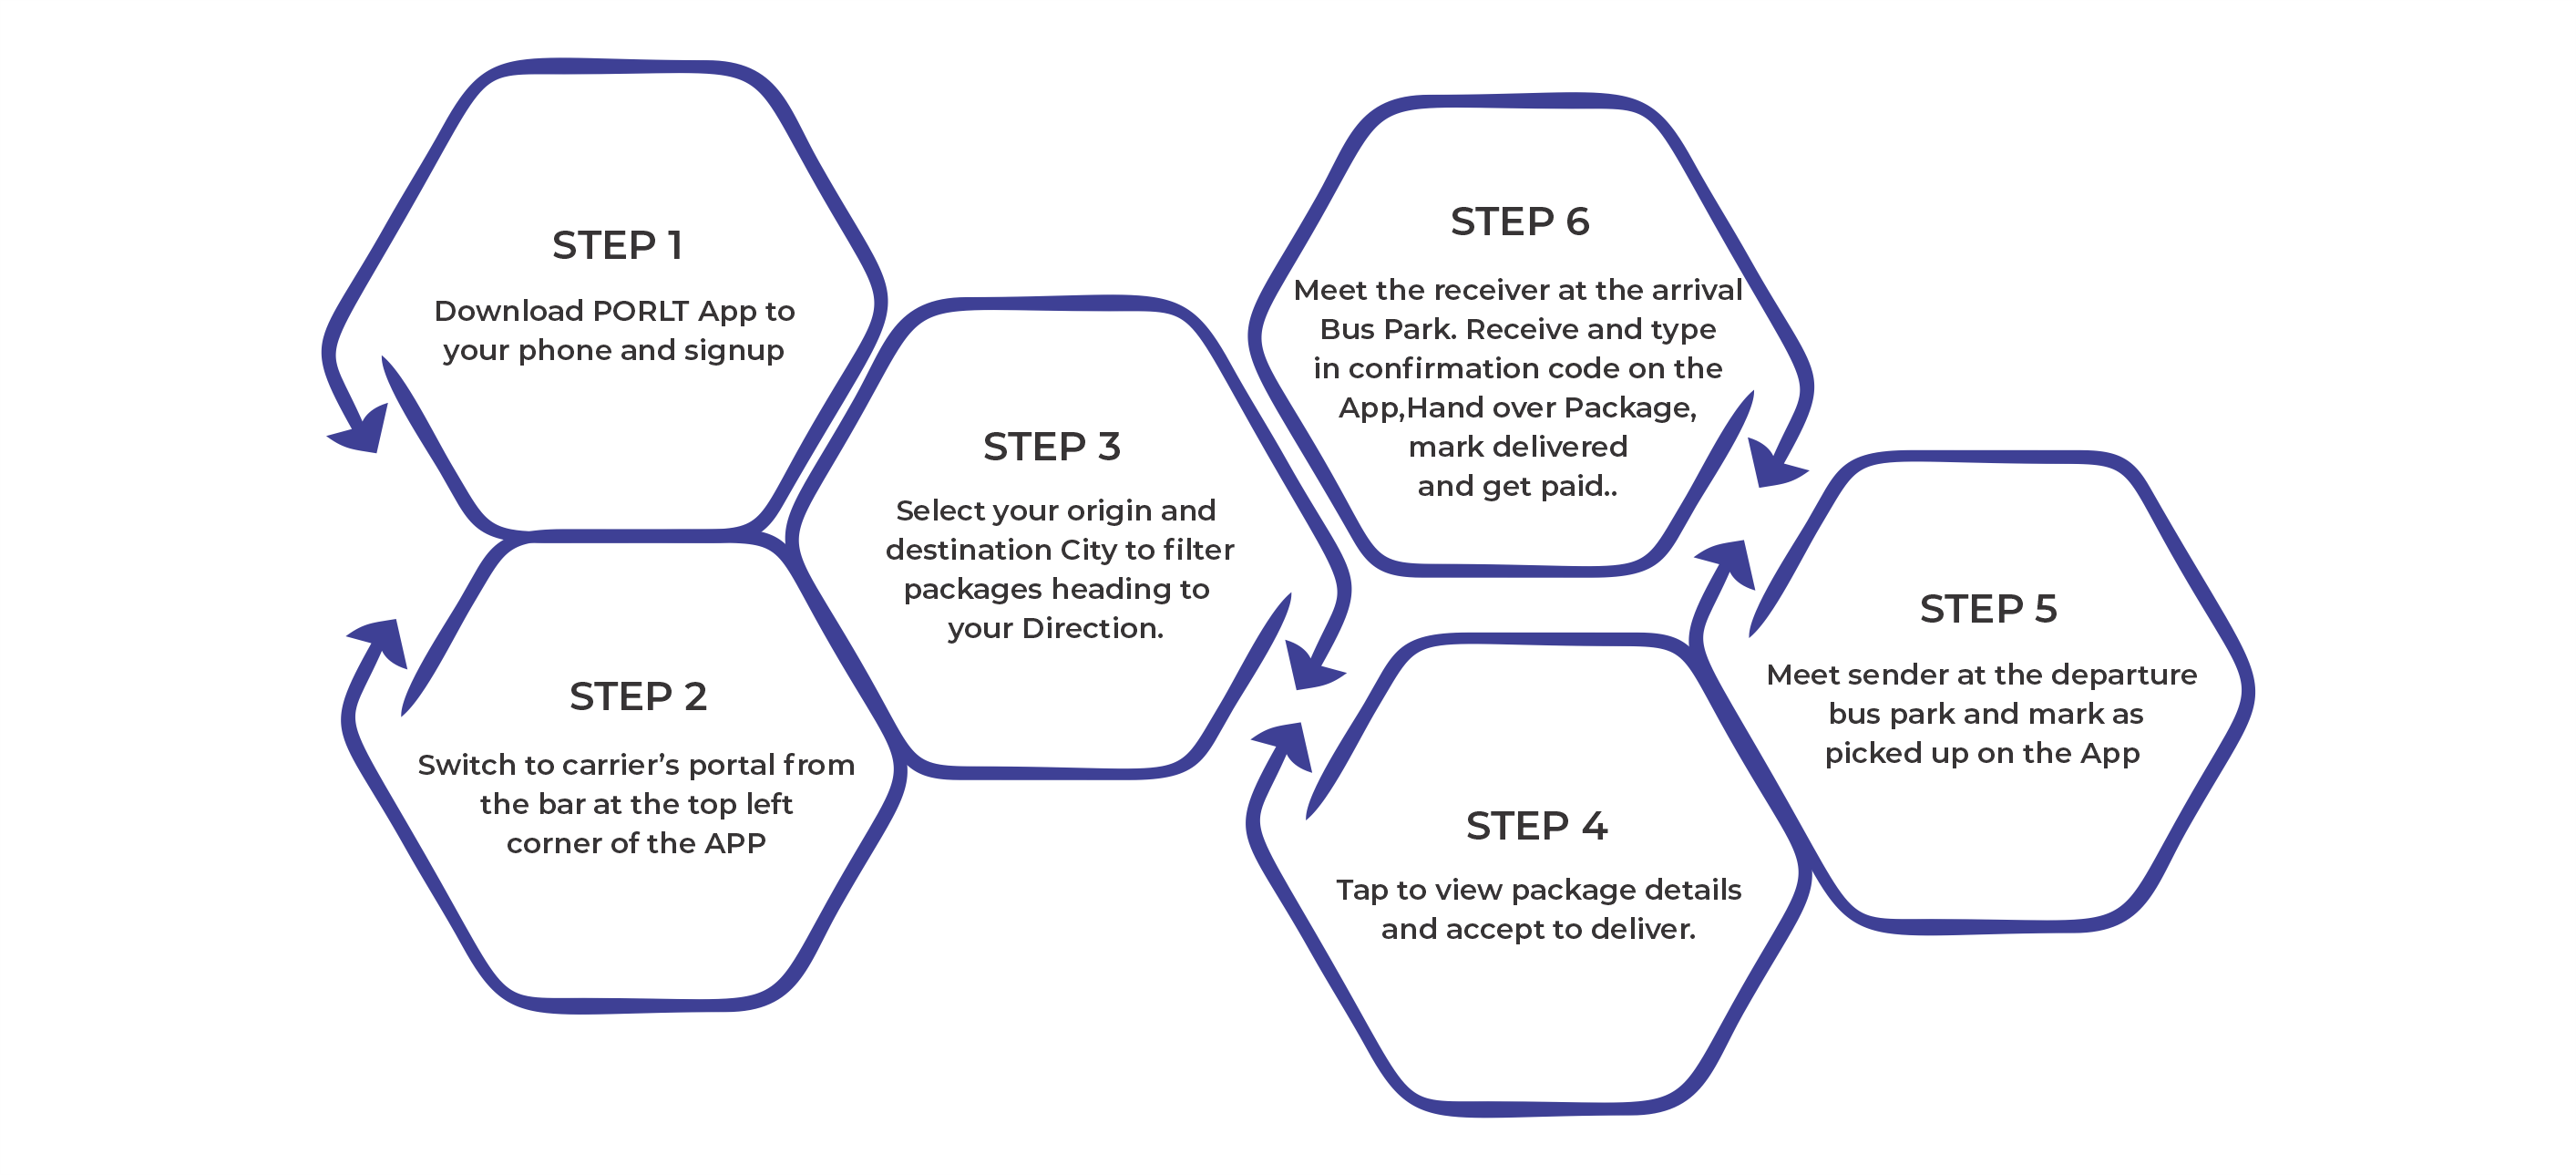 STEP 1
Download PORLT App to
your phone and signup
STEP 2
Switch to carrier’s portal from
the bar at the top left
corner of the APP
STEP 3
Select your origin and
destination City to filter
packages heading to
your Direction.
STEP 4
Tap to view package details
and accept to deliver.
STEP 5
Meet sender at the departure
bus park and mark as
picked up on the App
STEP 6
Meet the receiver at the arrival
Bus Park. Receive and type
in confirmation code on the
App,Hand over Package,
mark delivered
and get paid..